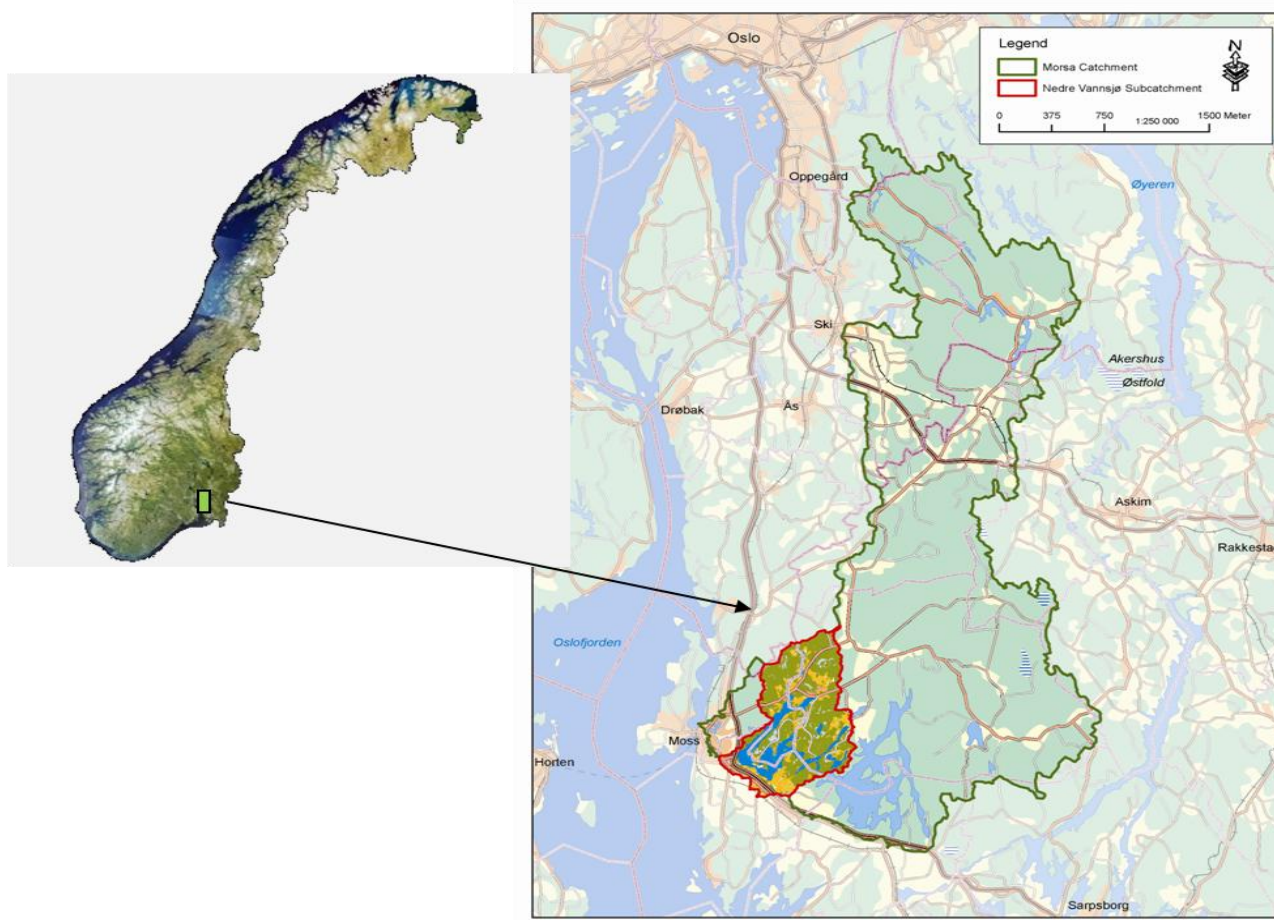 Oslo
Legend
N
Morsa Catchment
Nedre Vannsjø Subcatchment
0 375 750 1:250 000 1500 Meter
Oppegård
Øyeren
Ski
Akershus
Østfold
Drøbak
Ås
Askim
Rakkesta
Oslofjorden
Moss
Horten
Sarpsborg